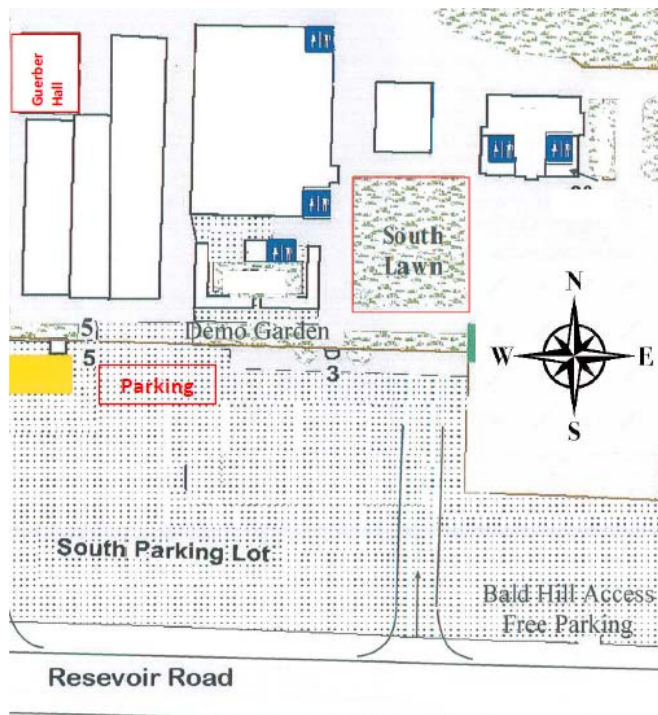 Guerber
Hall
South
Lawn
N
W
E
S
5
Demo Garden
5
3
Parking
South Parking Lot
Bald Hill Access
Free Parking
Resevoir Road